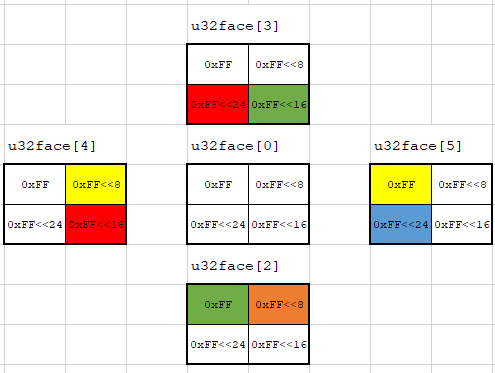 u32face[3]
0xFF 0xFF<<8
0xFF<<24 0xFF<<16
u32face[4] u32face[0] u32face[5]
0xFF 0xFF<<8 0xFF 0xFF<<8 0xFF 0xFF<<8
0xFF<<24 0xFF<<16 0xFF<<24 0xFF<<16 0xFF<<24 0xFF<<16
u32face[2]
0xFF 0xFF<<8
0xFF<<24 0xFF<<16